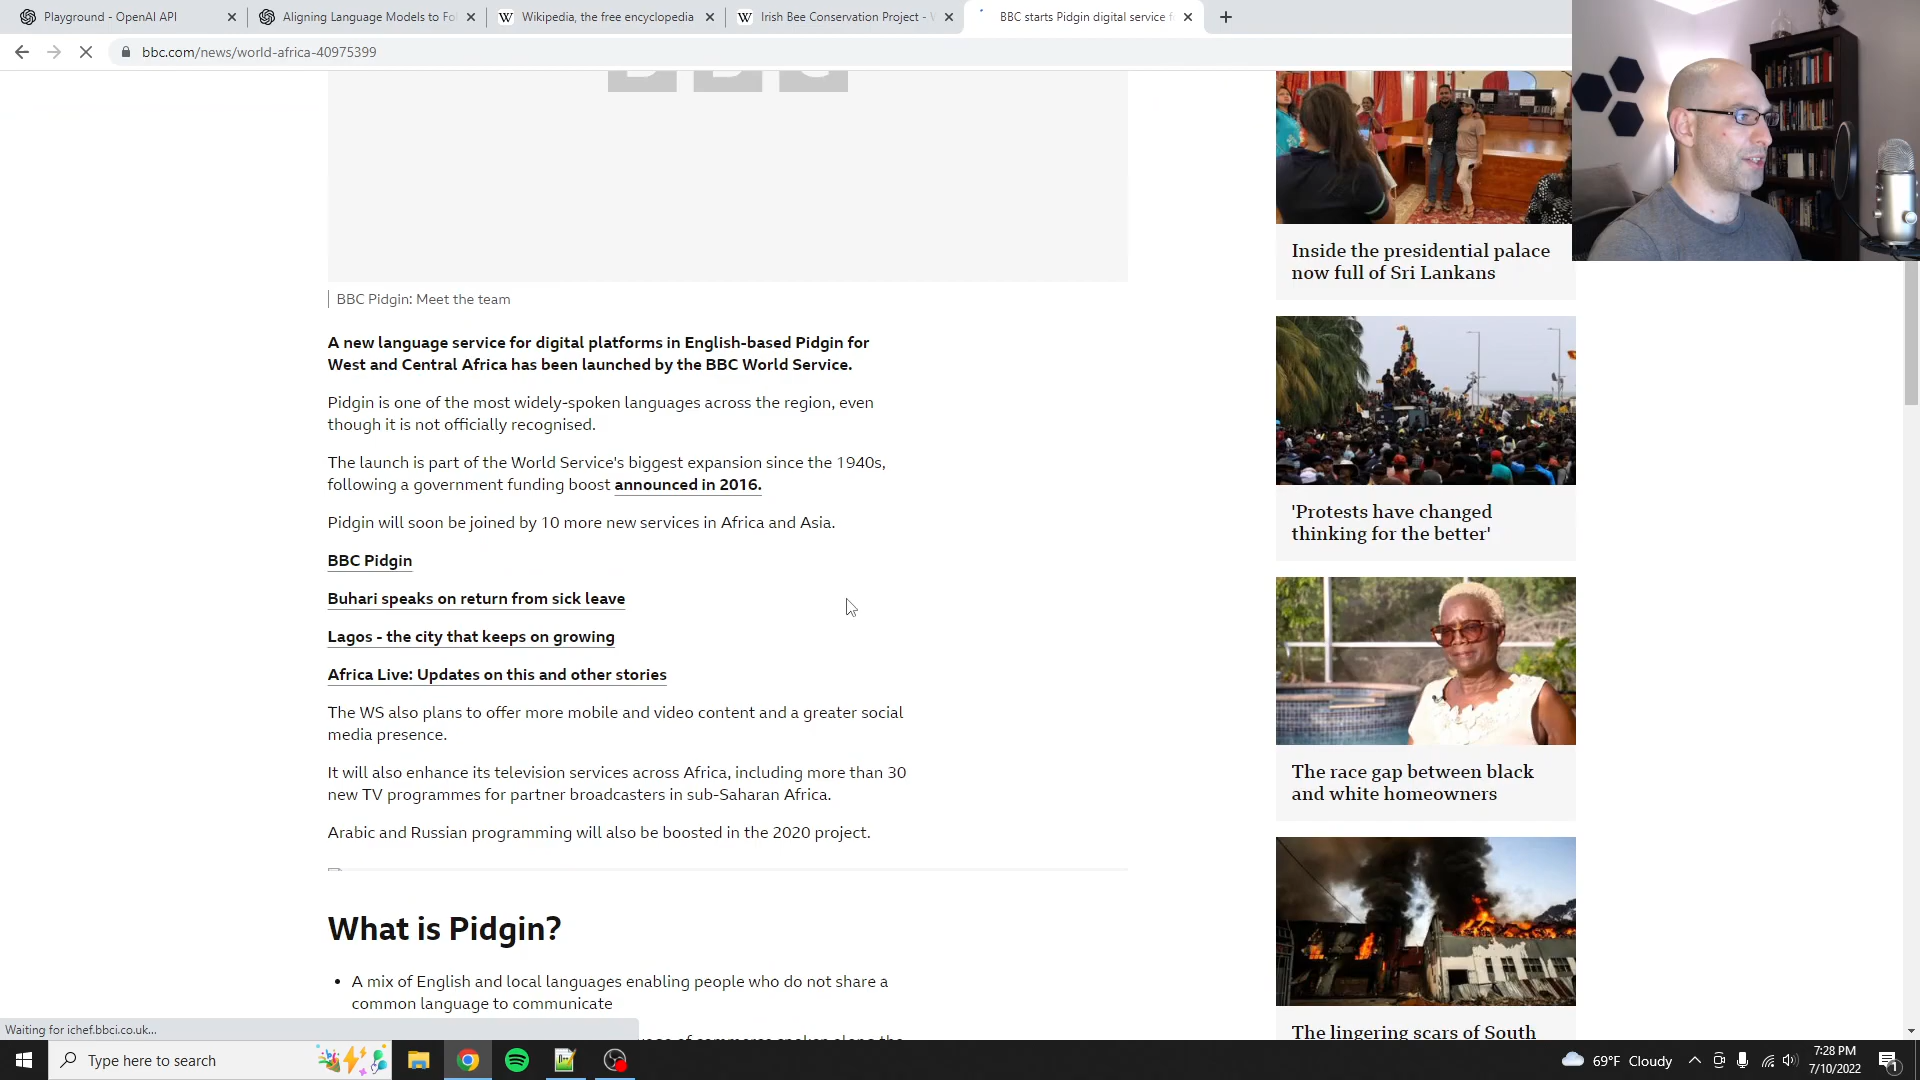 Playground - OpenAI API
Aligning Language Models to Fo
Wikipedia, the free encyclopedia
Irish Bee Conservation Project - W
BBC starts Pidgin digital service f
bbc.com/news/world-africa-40975399
BBC
BBC Pidgin: Meet the team
A new language service for digital platforms in English-based Pidgin for
West and Central Africa has been launched by the BBC World Service.
Pidgin is one of the most widely-spoken languages across the region, even
though it is not officially recognised.
The launch is part of the World Service's biggest expansion since the 1940s,
following a government funding boost announced in 2016.
Pidgin will soon be joined by 10 more new services in Africa and Asia.
BBC Pidgin
Buhari speaks on return from sick leave
Lagos - the city that keeps on growing
Africa Live: Updates on this and other stories
The WS also plans to offer more mobile and video content and a greater social
media presence.
It will also enhance its television services across Africa, including more than 30
new TV programmes for partner broadcasters in sub-Saharan Africa.
Arabic and Russian programming will also be boosted in the 2020 project.
What is Pidgin?
• A mix of English and local languages enabling people who do not share a
common language to communicate
Inside the presidential palace
now full of Sri Lankans
'Protests have changed
thinking for the better'
The race gap between black
and white homeowners
The lingering scars of South
Waiting for ichef.bbci.co.uk...
Type here to search
69°F Cloudy
7:28 PM
7/10/2022
1